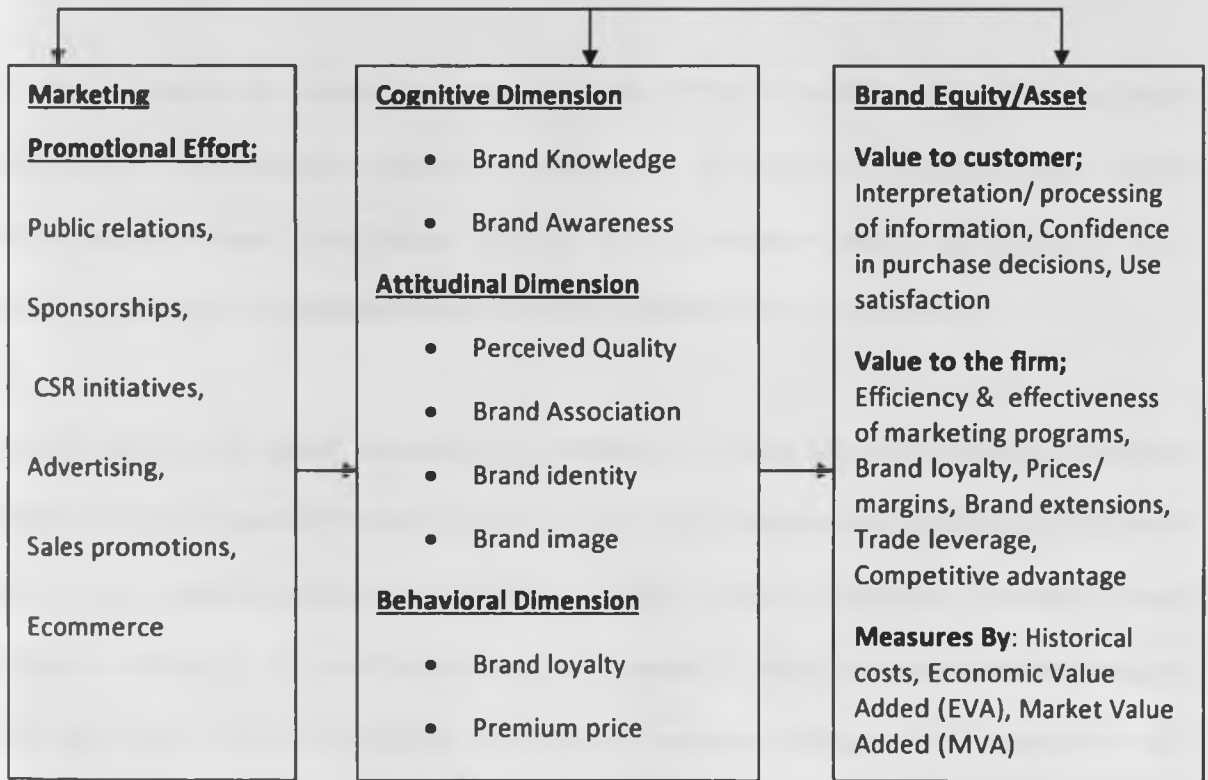 Marketing
Promotional Effort;
Public relations,
Sponsorships,
CSR initiatives,
Advertising,
Sales promotions,
Ecommerce
Cognitive Dimension
• Brand Knowledge
• Brand Awareness
Attitudinal Dimension
• Perceived Quality
• Brand Association
• Brand identity
• Brand image
Behavioral Dimension
• Brand loyalty
• Premium price
Brand Equity/Asset
Value to customer;
Interpretation/ processing
of information, Confidence
in purchase decisions, Use
satisfaction
Value to the firm;
Efficiency & effectiveness
of marketing programs,
Brand loyalty, Prices/
margins, Brand extensions,
Trade leverage,
Competitive advantage
Measures By: Historical
costs, Economic Value
Added (EVA), Market Value
Added (MVA)